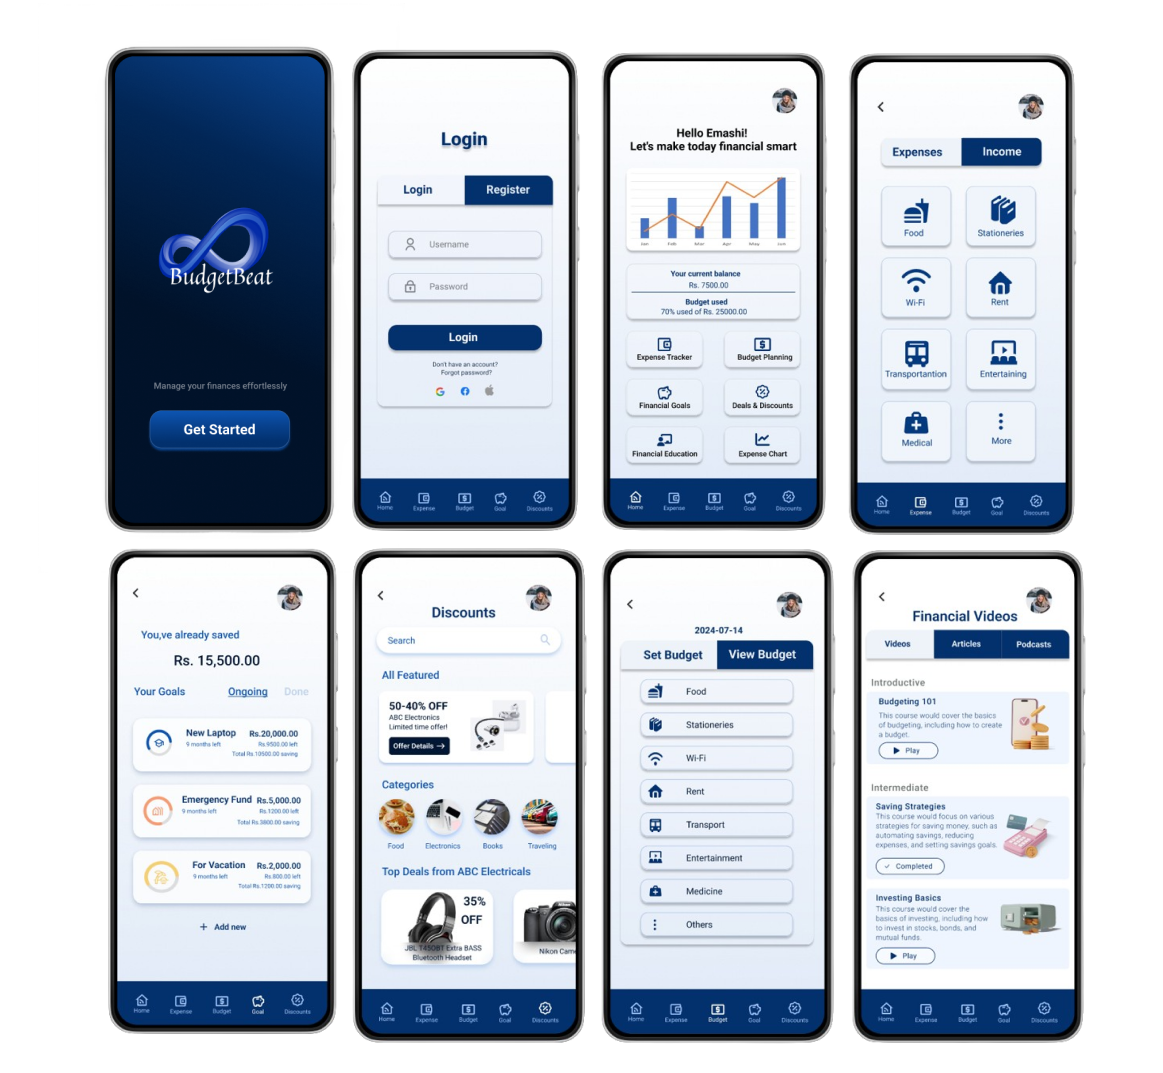 BudgetBeat
Manage your finances effortlessly
Get Started
Login
Login
Register
Username
Password
Login
Don't have an account?
Forgot password?
Home
Expense
Budget
Goal
Discounts
Hello Emashi!
Let's make today financial smart
Jan Feb Mar Apr May Jun
Your current balance
Rs. 7500.00
Budget used
70% used of Rs. 25000.00
Expense Tracker
Budget Planning
Financial Goals
Deals & Discounts
Financial Education
Expense Chart
Home
Expense
Budget
Goal
Discounts
Expenses
Income
Food
Stationeries
Wi-Fi
Rent
Transportantion
Entertaining
Medical
More
Home
Expense
Budget
Goal
Discounts
You,ve already saved
Rs. 15,500.00
Your Goals
Ongoing
Done
New Laptop
Rs.20,000.00
9 months left
Rs.9500.00 left
Total Rs.10500.00 saving
Emergency Fund
Rs.5,000.00
9 months left
Rs.1200.00 left
Total Rs.3800.00 saving
For Vacation
Rs.2,000.00
9 months left
Rs.800.00 left
Total Rs.1200.00 saving
+ Add new
Home
Expense
Budget
Goal
Discounts
Discounts
Search
All Featured
50-40% OFF
ABC Electronics
Limited time offer!
Offer Details →
Categories
Food
Electronics
Books
Traveling
Top Deals from ABC Electricals
35%
OFF
JBL T450BT Extra BASS
Bluetooth Headset
Nikon
Nikon Came
Home
Expense
Budget
Goal
Discounts
2024-07-14
Set Budget
View Budget
Food
Stationeries
Wi-Fi
Rent
Transport
Entertainment
Medicine
Others
Home
Expense
Budget
Goal
Discounts
Financial Videos
Videos
Articles
Podcasts
Introductive
Budgeting 101
This course would cover the basics
of budgeting, including how to create
a budget.
Play
Intermediate
Saving Strategies
This course would focus on various
strategies for saving money, such as
automating savings, reducing
expenses, and setting savings goals.
Completed
Investing Basics
This course would cover the
basics of investing, including how
to invest in stocks, bonds, and
mutual funds.
Play
Home
Expense
Budget
Goal
Discounts